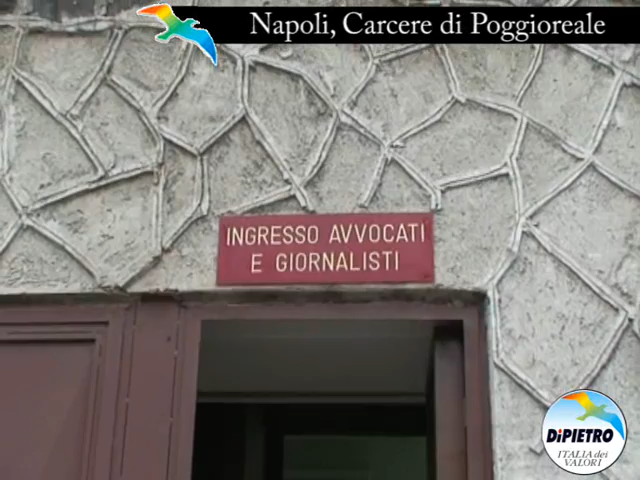 Napoli, Carcere di Poggioreale
INGRESSO AVVOCATI
E GIORNALISTI
DiPIETRO
ITALIA dei
VALORI